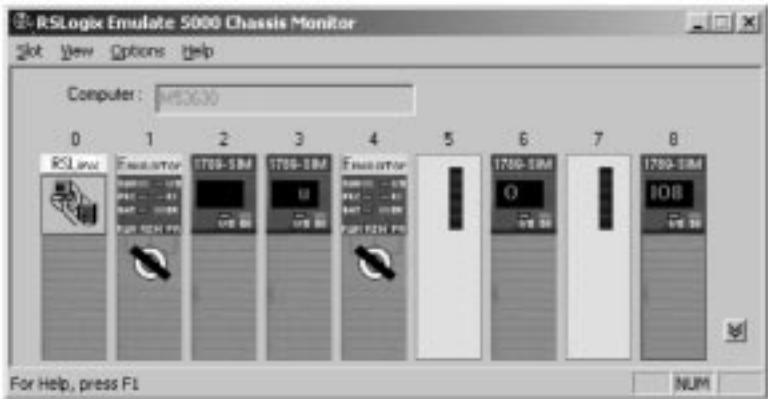 RSLogix Emulate 5000 Chassis Monitor
Slot View Options Help
Computer:
0 1 2 3 4 5 6 7 8
RSLinx Emulator 1789-SIM 1789-SIM Emulator 1789-SIM 1789-SIM
u O IOB
For Help, press F1
NUM